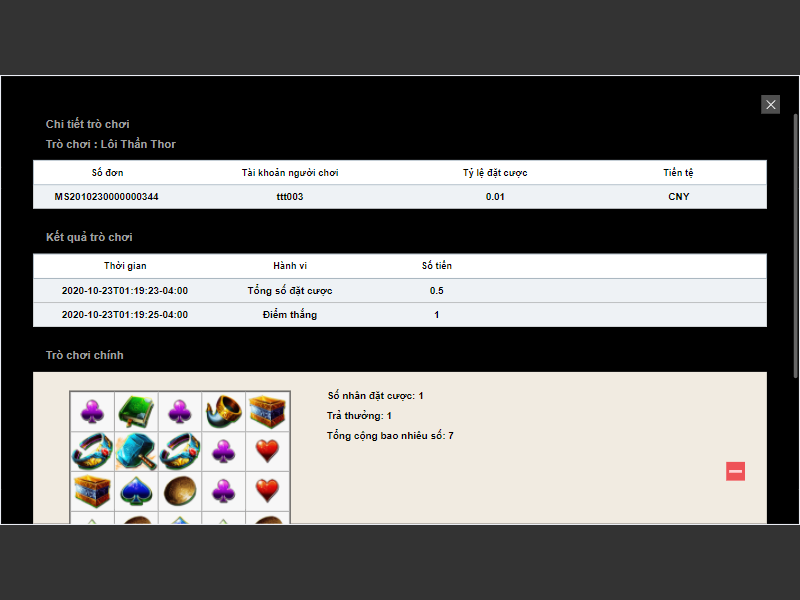 Chi tiết trò chơi
Trò chơi : Lôi Thần Thor
Số đơn Tài khoản người chơi Tỷ lệ đặt cược Tiền tệ
MS2010230000000344 ttt003 0.01 CNY
Kết quả trò chơi
Thời gian Hành vi Số tiền
2020-10-23T01:19:23-04:00 Tổng số đặt cược 0.5
2020-10-23T01:19:25-04:00 Điểm thắng 1
Trò chơi chính
Số nhân đặt cược: 1
Trả thưởng: 1
Tổng cộng bao nhiêu số: 7